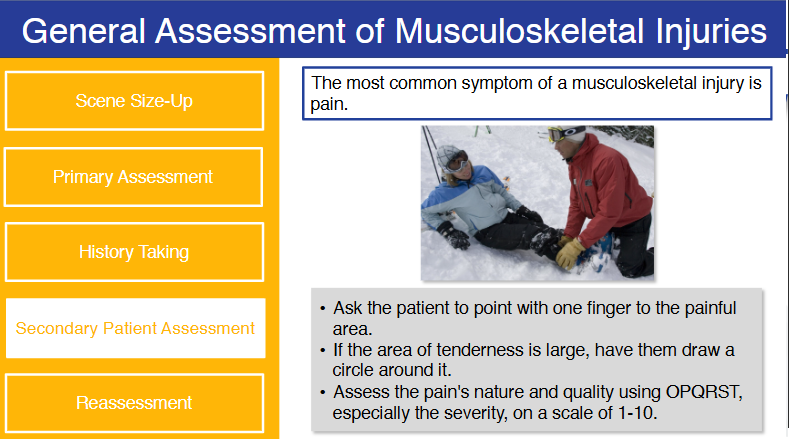 General Assessment of Musculoskeletal Injuries
Scene Size-Up
Primary Assessment
History Taking
Secondary Patient Assessment
Reassessment
The most common symptom of a musculoskeletal injury is
pain.
• Ask the patient to point with one finger to the painful
area.
• If the area of tenderness is large, have them draw a
circle around it.
• Assess the pain's nature and quality using OPQRST,
especially the severity, on a scale of 1-10.